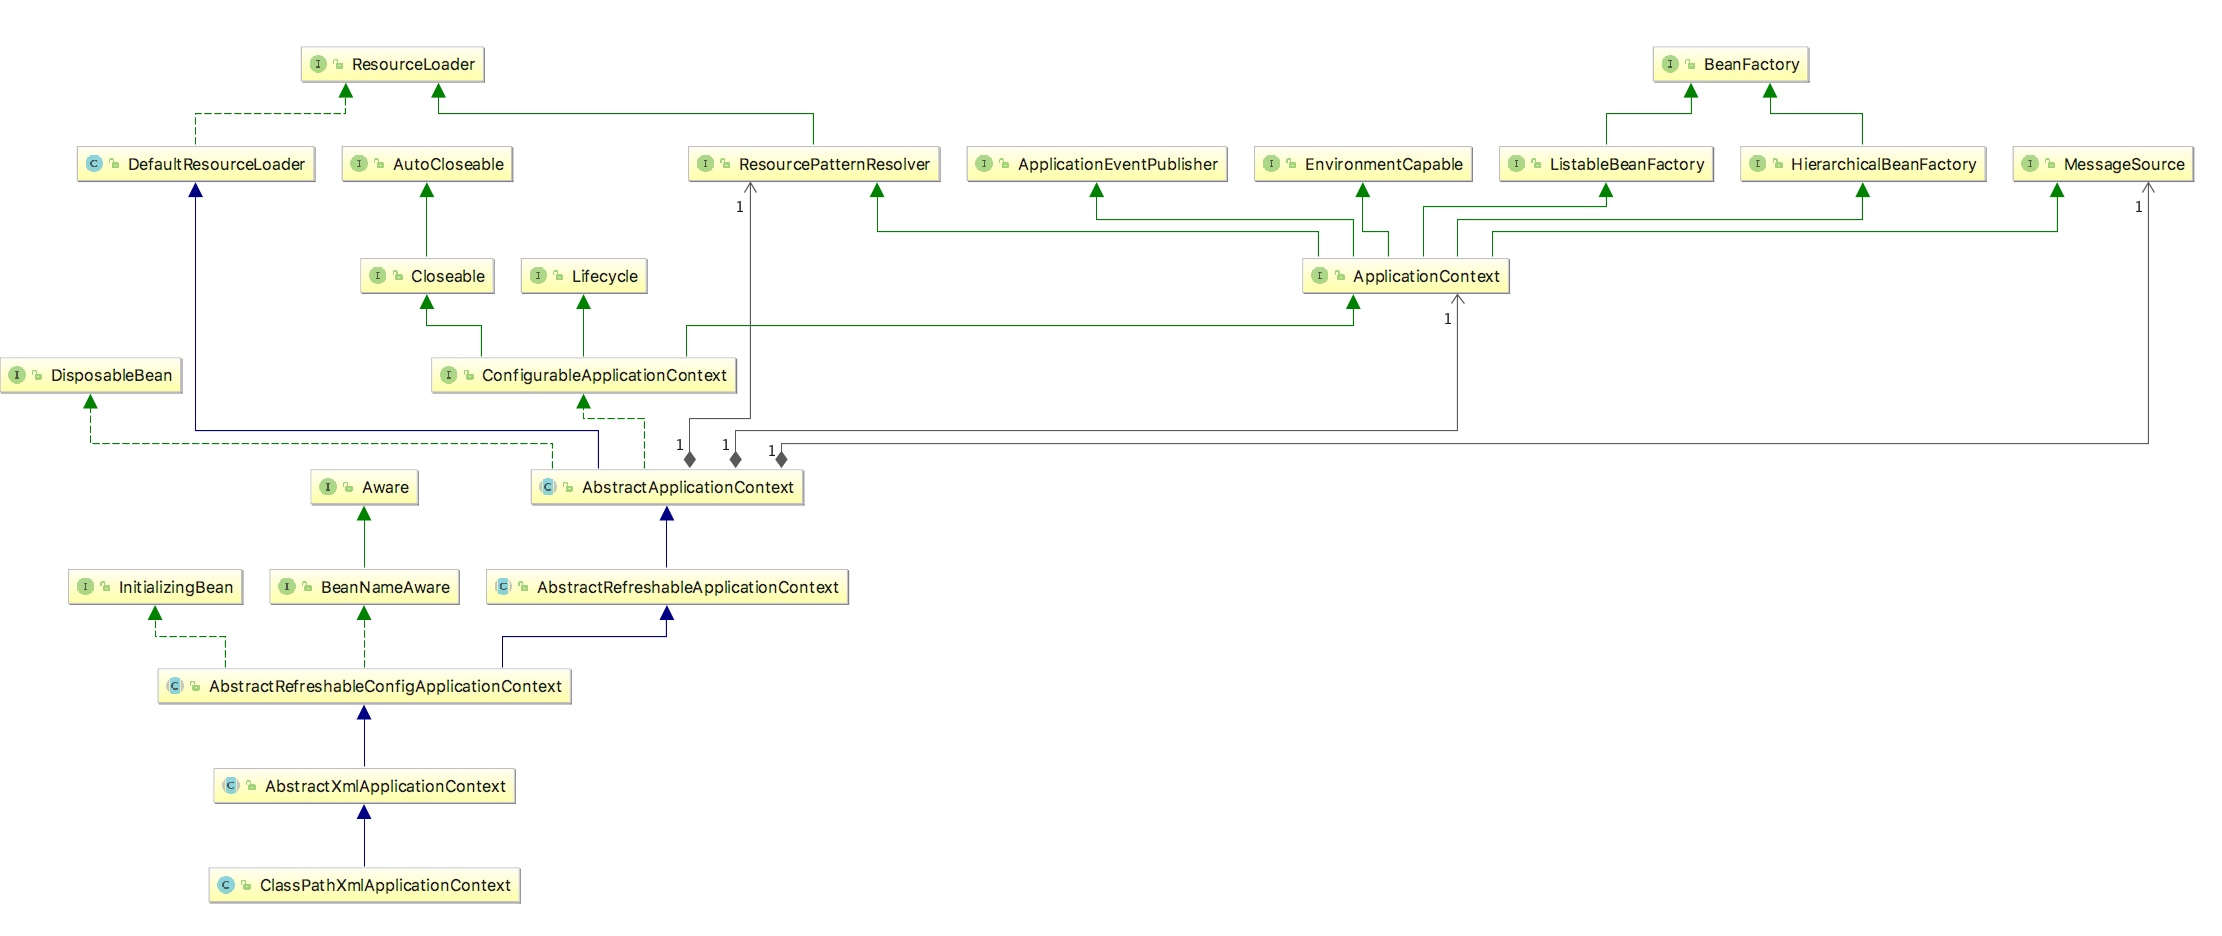 I ResourceLoader
I BeanFactory
C DefaultResourceLoader
I AutoCloseable
I ResourcePatternResolver
I ApplicationEventPublisher
I EnvironmentCapable
I ListableBeanFactory
I HierarchicalBeanFactory
I MessageSource
1
1
I Closeable
I Lifecycle
I ApplicationContext
1
I DisposableBean
I ConfigurableApplicationContext
1
1
1
I Aware
C AbstractApplicationContext
I InitializingBean
I BeanNameAware
C AbstractRefreshableApplicationContext
C AbstractRefreshableConfigApplicationContext
C AbstractXmlApplicationContext
C ClassPathXmlApplicationContext